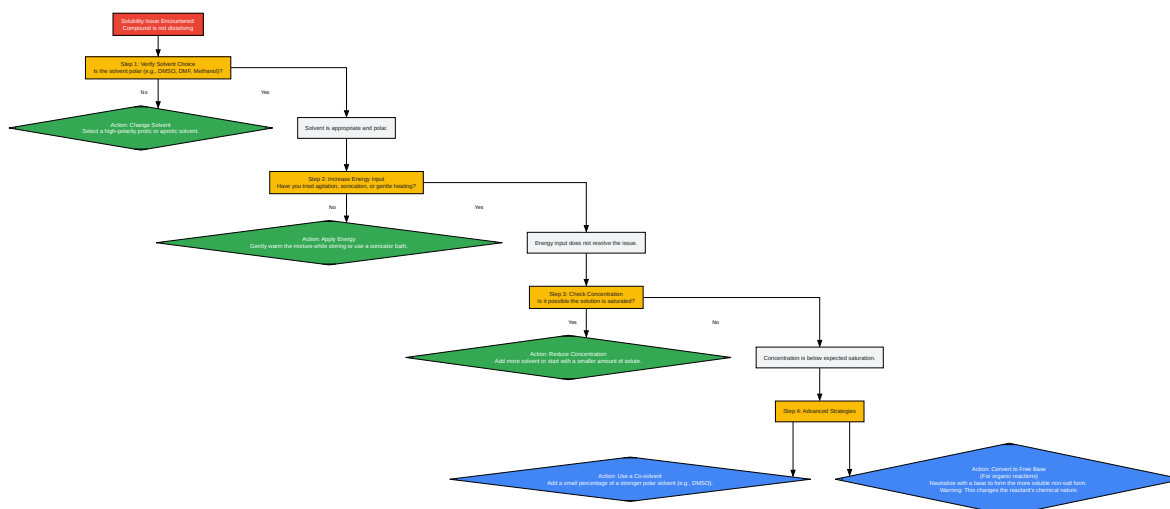 Solubility Issue Encountered
Compound is not dissolving.
Step 1: Verify Solvent Choice
Is the solvent polar (e.g., DMSO, DMF, Methanol)?
No
Yes
Action: Change Solvent
Select a high-polarity protic or aprotic solvent.
Solvent is appropriate and polar.
Step 2: Increase Energy Input
Have you tried agitation, sonication, or gentle heating?
No
Yes
Action: Apply Energy
Gently warm the mixture while stirring or use a sonicator bath.
Energy input does not resolve the issue.
Step 3: Check Concentration
Is it possible the solution is saturated?
Yes
No
Action: Reduce Concentration
Add more solvent or start with a smaller amount of solute.
Concentration is below expected saturation.
Step 4: Advanced Strategies
Action: Use a Co-solvent
Add a small percentage of a stronger polar solvent (e.g., DMSO).
Action: Convert to Free Base
(For organic reactions)
Neutralize with a base to form the more soluble non-salt form.
Warning: This changes the reactant's chemical nature.